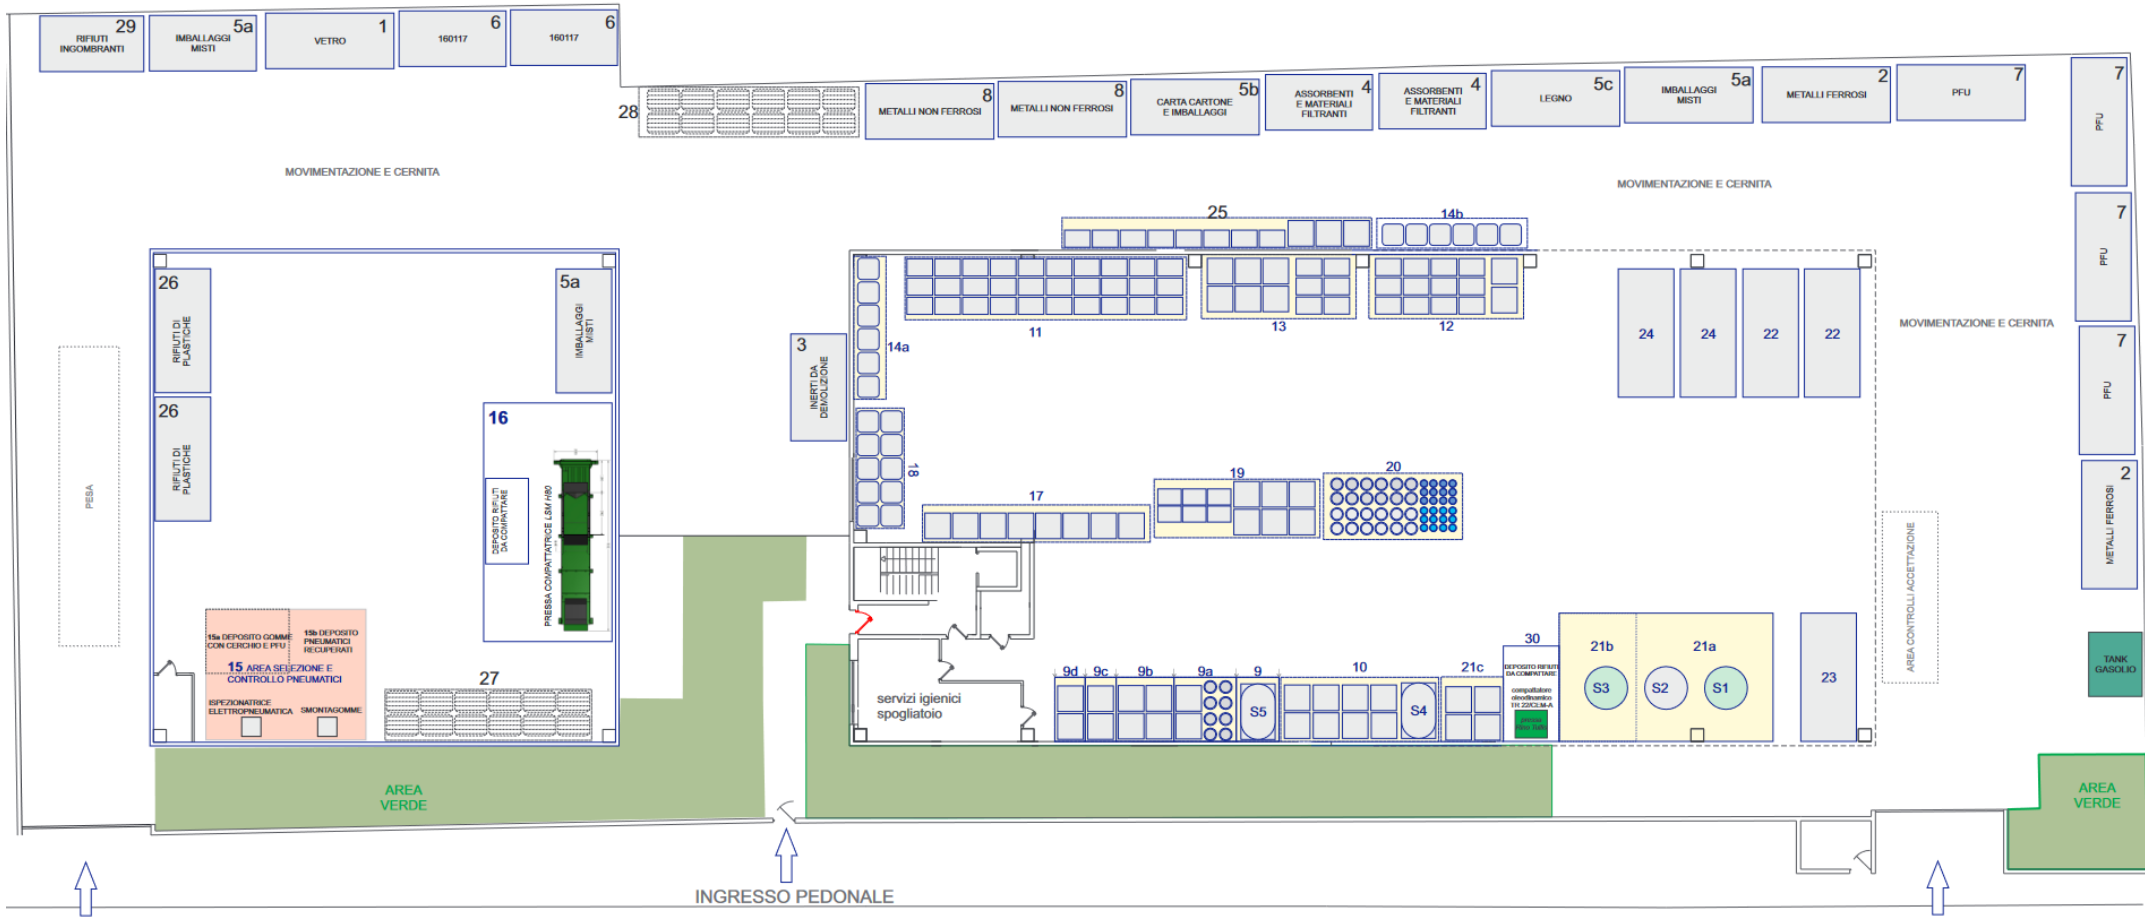 29
RIFIUTI
INGOMBRANTI
5a
IMBALLAGGI
MISTI
1
VETRO
6
160117
6
160117
28
8
METALLI NON FERROSI
8
METALLI NON FERROSI
5b
CARTA CARTONE
E IMBALLAGGI
4
ASSORBENTI
E MATERIALI
FILTRANTI
4
ASSORBENTI
E MATERIALI
FILTRANTI
5c
LEGNO
5a
IMBALLAGGI
MISTI
2
METALLI FERROSI
7
PFU
7
PFU
7
PFU
7
PFU
2
METALLI FERROSI
TANK
GASOLIO
MOVIMENTAZIONE E CERNITA
MOVIMENTAZIONE E CERNITA
MOVIMENTAZIONE E CERNITA
PESA
26
RIFIUTI DI
PLASTICHE
26
RIFIUTI DI
PLASTICHE
5a
IMBALLAGGI
MISTI
16
DEPOSITO RIFIUTI
DA COMPATTARE
PRESSA COMPATTATRICE LSM H80
15a DEPOSITO GOMME
CON CERCHIO E PFU
15b DEPOSITO
PNEUMATICI
RECUPERATI
15 AREA SELEZIONE E
CONTROLLO PNEUMATICI
ISPEZIONATRICE
ELETTROPNEUMATICA
SMONTAGOMME
27
3
INERTI DA
DEMOLIZIONE
25
14b
14a
11
13
12
24
24
22
22
18
17
19
20
servizi igienici
spogliatoio
9d
9c
9b
9a
9
S5
10
S4
21c
30
DEPOSITO RIFIUTI
DA COMPATTARE
compattatore
oleodinamico
TR 22/CLM-A
21b
S3
21a
S2
S1
23
AREA CONTROLLI ACCETTAZIONE
AREA
VERDE
AREA
VERDE
INGRESSO PEDONALE